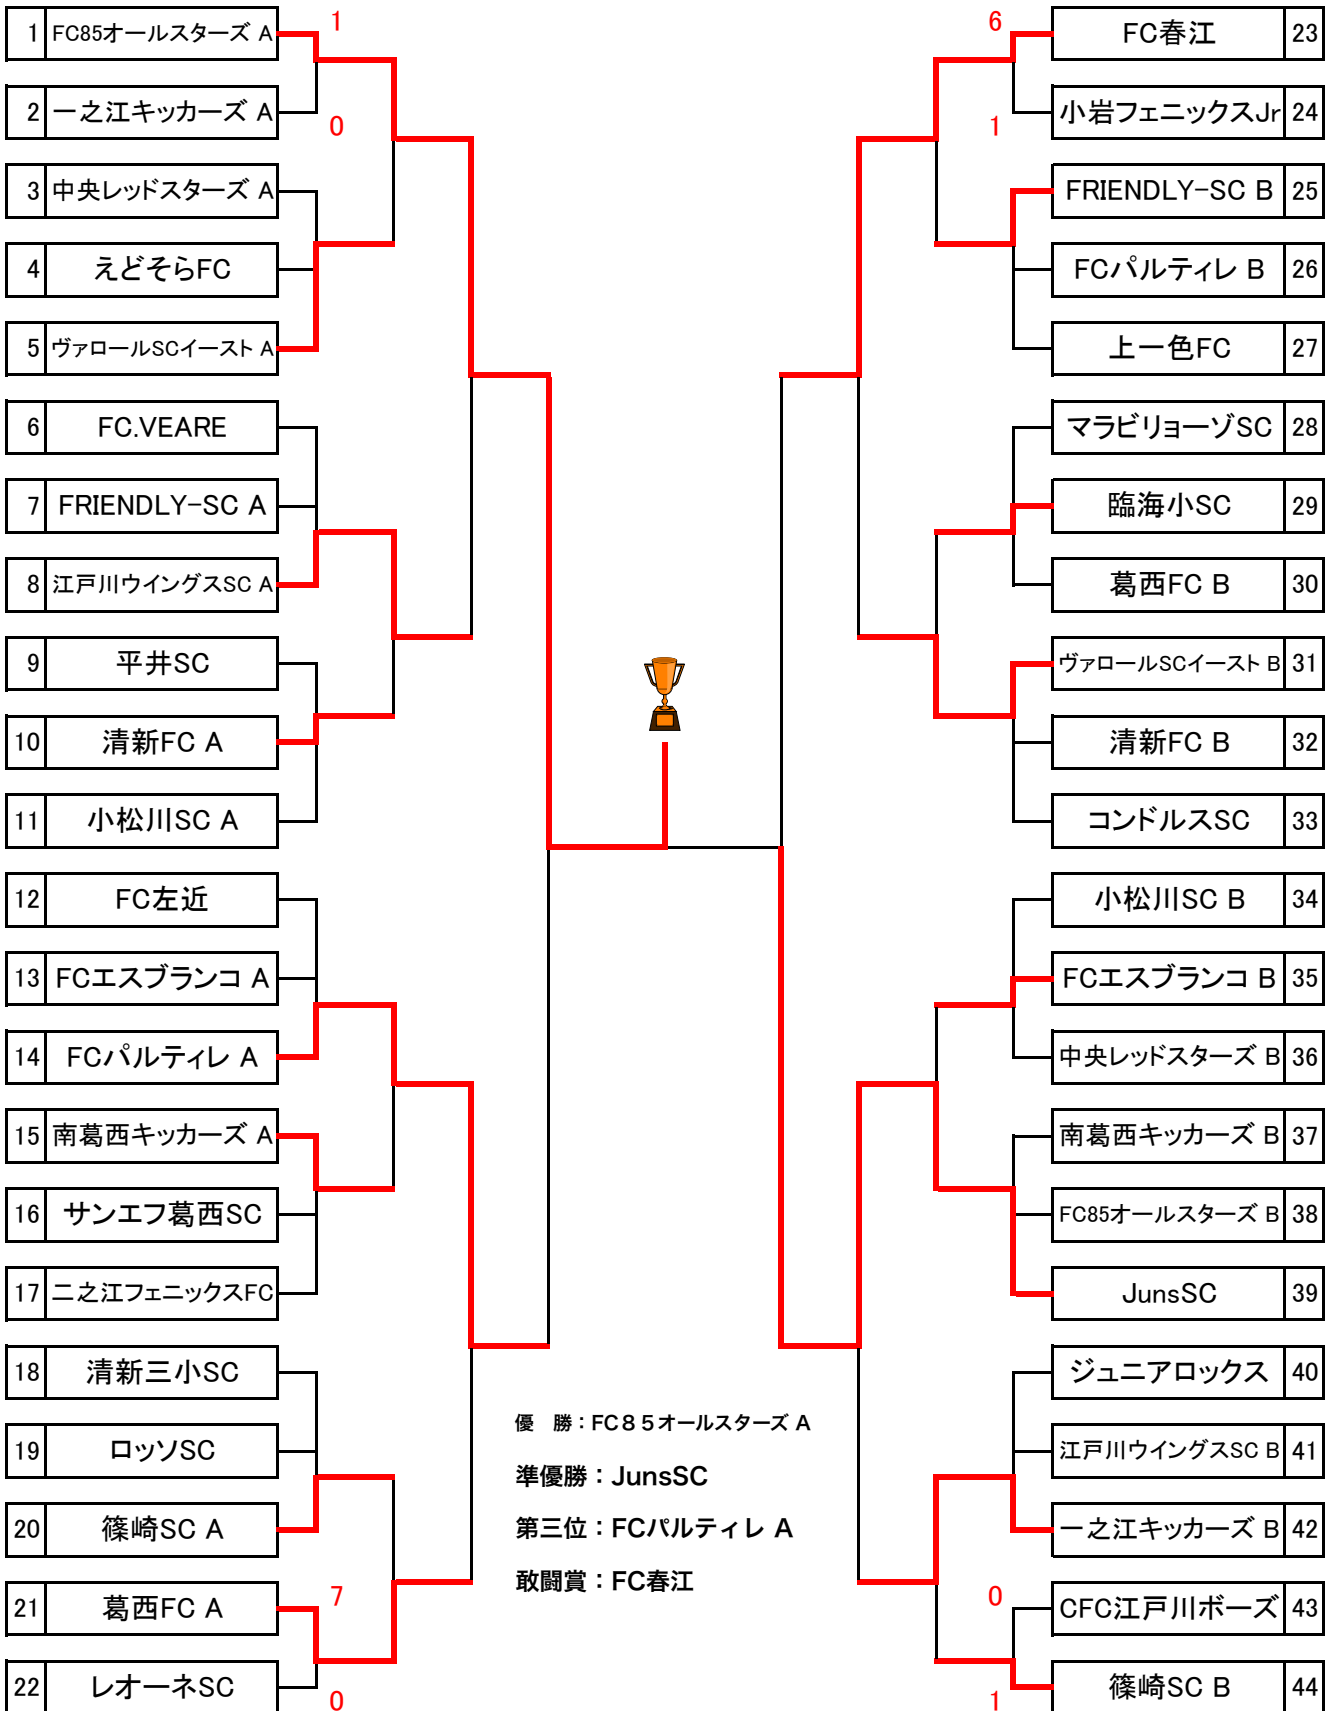 1 FC85オールスターズ A
1
2 一之江キッカーズ A
0
3 中央レッドスターズ A
4 えどそらFC
5 ヴァロールSCイースト A
6 FC.VEARE
7 FRIENDLY-SC A
8 江戸川ウイングスSC A
9 平井SC
10 清新FC A
11 小松川SC A
12 FC左近
13 FCエスブランコ A
14 FCパルティレ A
15 南葛西キッカーズ A
16 サンエフ葛西SC
17 二之江フェニックスFC
18 清新三小SC
19 ロッソSC
20 篠崎SC A
7
21 葛西FC A
22 レオーネSC
0
優　勝：FC８５オールスターズ A
準優勝：JunsSC
第三位：FCパルティレ A
敢闘賞：FC春江
6
FC春江 23
小岩フェニックスJr 24
1
FRIENDLY-SC B 25
FCパルティレ B 26
上一色FC 27
マラビリョーゾSC 28
臨海小SC 29
葛西FC B 30
ヴァロールSCイースト B 31
清新FC B 32
コンドルスSC 33
小松川SC B 34
FCエスブランコ B 35
中央レッドスターズ B 36
南葛西キッカーズ B 37
FC85オールスターズ B 38
JunsSC 39
ジュニアロックス 40
江戸川ウイングスSC B 41
一之江キッカーズ B 42
0
CFC江戸川ボーズ 43
篠崎SC B 44
1